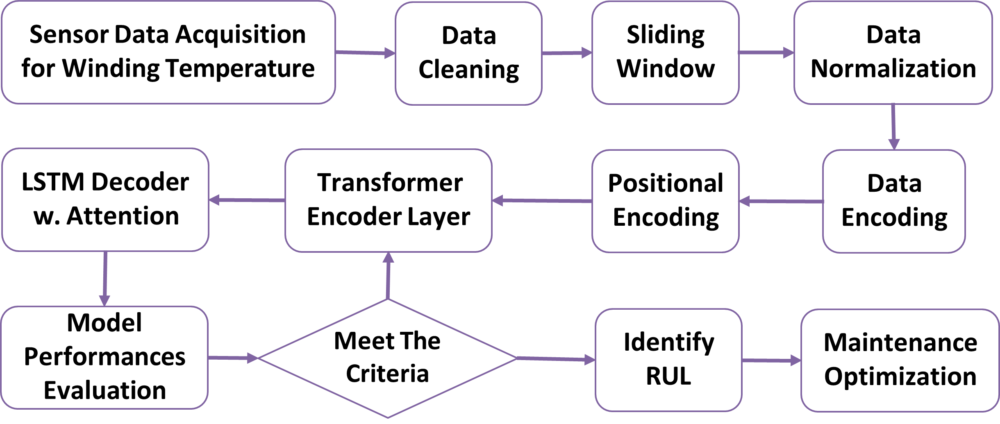 Sensor Data Acquisition
for Winding Temperature
Data
Cleaning
Sliding
Window
Data
Normalization
LSTM Decoder
w. Attention
Transformer
Encoder Layer
Positional
Encoding
Data
Encoding
Model
Performances
Evaluation
Meet The
Criteria
Identify
RUL
Maintenance
Optimization